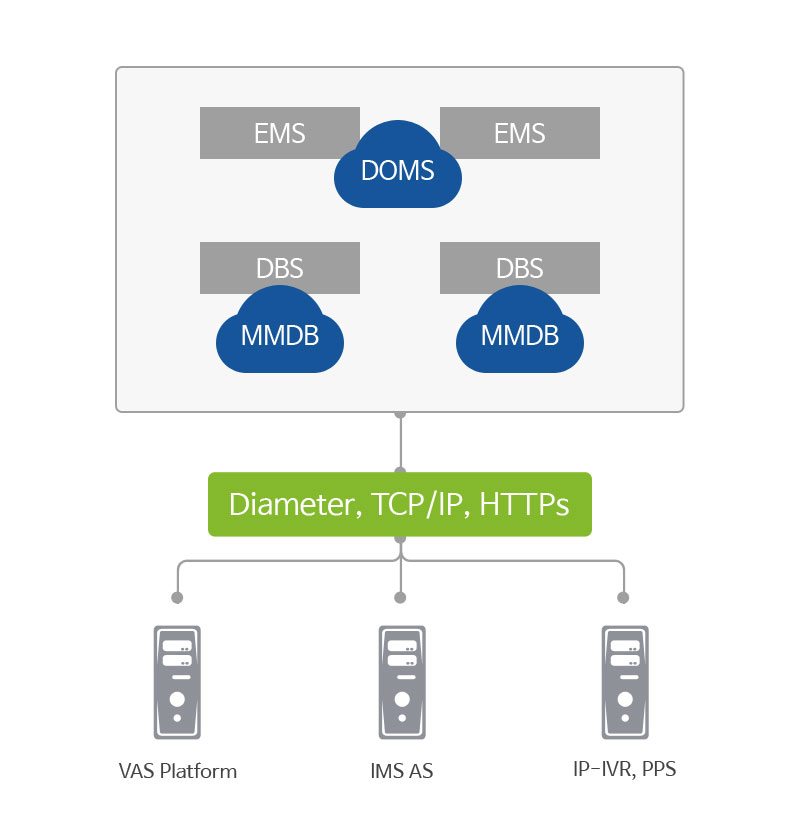 EMS
EMS
DOMS
DBS
DBS
MMDB
MMDB
Diameter, TCP/IP, HTTPs
VAS Platform
IMS AS
IP-IVR, PPS